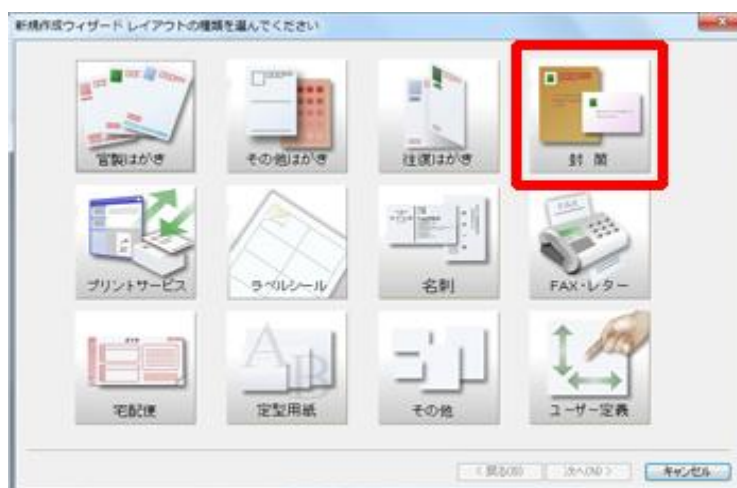 新規作成ウィザード レイアウトの種類を選んでください
官製はがき
その他はがき
往復はがき
封筒
プリントサービス
ラベルシール
名刺
FAX・レター
宅配便
定型用紙
その他
ユーザー定義
< 戻る(B)
次へ(N) >
キャンセル